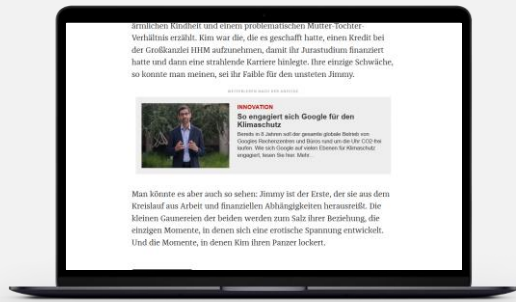 ärmlichen Kindheit und einem problematischen Mutter-Tochter-
Verhältnis erzählt. Kim war die, die es geschafft hatte, einen Kredit bei
der Großkanzlei HHM aufzunehmen, damit ihr Jurastudium finanziert
hatte und dann eine strahlende Karriere hinlegte. Ihre einzige Schwäche,
so konnte man meinen, sei ihr Faible für den unsteten Jimmy.
WEITERLESEN NACH DER ANZEIGE
INNOVATION
So engagiert sich Google für den
Klimaschutz
Bereits in 8 Jahren soll der gesamte globale Betrieb von
Googles Rechenzentren und Büros rund um die Uhr CO2-frei
laufen. Wie sich Google auf vielen Ebenen für Klimaschutz
engagiert, lesen Sie hier. Mehr...
Man könnte es aber auch so sehen: Jimmy ist der Erste, der sie aus dem
Kreislauf aus Arbeit und finanziellen Abhängigkeiten herausreißt. Die
kleinen Gaunereien der beiden werden zum Salz ihrer Beziehung, die
einzigen Momente, in denen sich eine erotische Spannung entwickelt.
Und die Momente, in denen Kim ihren Panzer lockert.